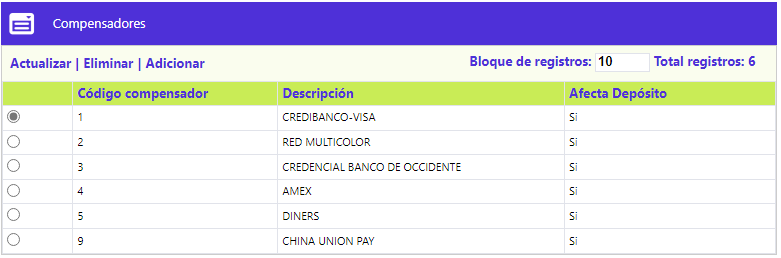 Compensadores
Actualizar | Eliminar | Adicionar Bloque de registros: 10 Total registros: 6
Código compensador Descripción Afecta Depósito
1 CREDIBANCO-VISA Si
2 RED MULTICOLOR Si
3 CREDENCIAL BANCO DE OCCIDENTE Si
4 AMEX Si
5 DINERS Si
9 CHINA UNION PAY Si